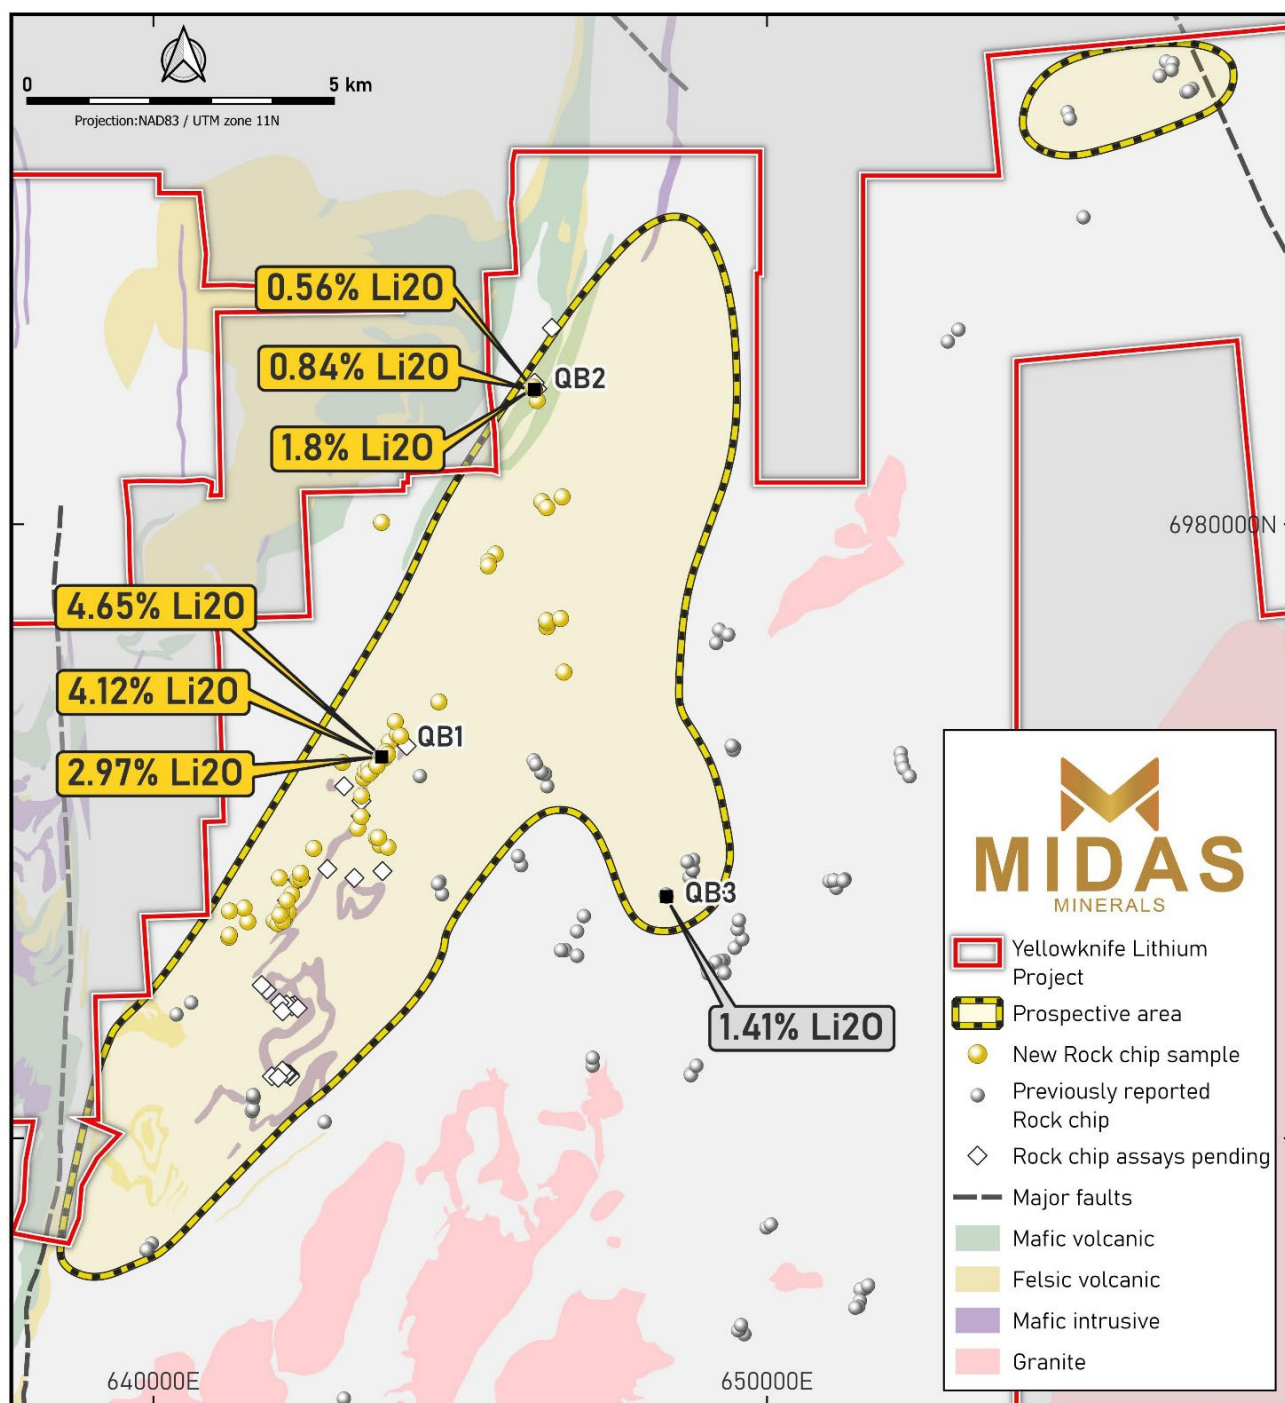 0 5 km
Projection:NAD83 / UTM zone 11N
0.56% Li2O
0.84% Li2O
QB2
1.8% Li2O
6980000N
4.65% Li2O
4.12% Li2O
QB1
2.97% Li2O
QB3
1.41% Li2O
MIDAS
MINERALS
Yellowknife Lithium
Project
Prospective area
New Rock chip sample
Previously reported
Rock chip
Rock chip assays pending
Major faults
Mafic volcanic
Felsic volcanic
Mafic intrusive
Granite
640000E
650000E